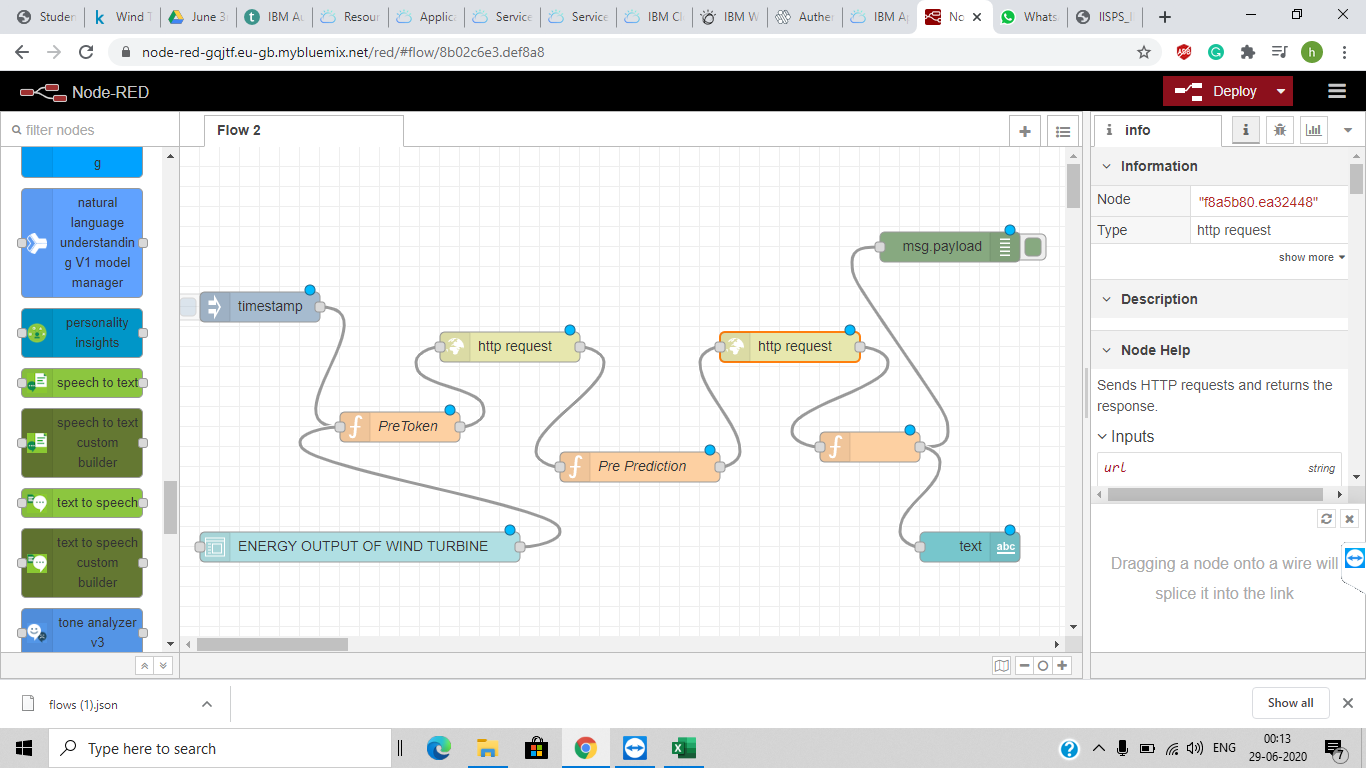 Studen
Wind T
June 3
IBM Au
Resour
Applica
Service
Service
IBM Cl
IBM W
Authen
IBM Ap
No
Whats
IISPS_I
node-red-gqjtf.eu-gb.mybluemix.net/red/#flow/8b02c6e3.def8a8
ABP
G
h
Node-RED
Deploy
filter nodes
Flow 2
i info
i
g
natural
language
understandin
g V1 model
manager
personality
insights
speech to text
speech to text
custom
builder
text to speech
text to speech
custom
builder
tone analyzer
v3
timestamp
http request
PreToken
Pre Prediction
ENERGY OUTPUT OF WIND TURBINE
http request
msg.payload
text
abc
Information
Node
"f8a5b80.ea32448"
Type
http request
show more
Description
Node Help
Sends HTTP requests and returns the
response.
Inputs
url
string
Dragging a node onto a wire will
splice it into the link
flows (1).json
Show all
Type here to search
ENG
00:13
29-06-2020
7